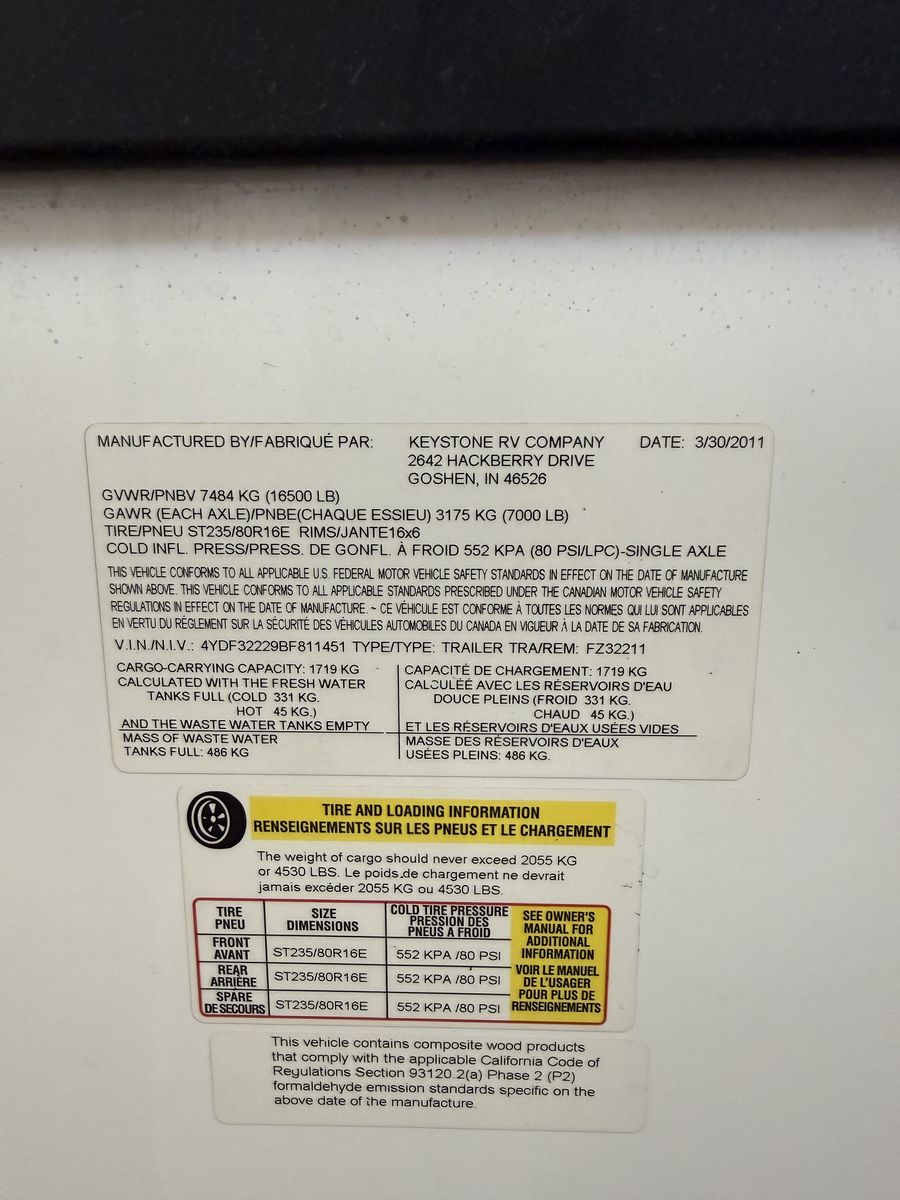 MANUFACTURED BY/FABRIQUÉ PAR: KEYSTONE RV COMPANY DATE: 3/30/2011
2642 HACKBERRY DRIVE
GOSHEN, IN 46526
GVWR/PNBV 7484 KG (16500 LB)
GAWR (EACH AXLE)/PNBE(CHAQUE ESSIEU) 3175 KG (7000 LB)
TIRE/PNEU ST235/80R16E RIMS/JANTE16x6
COLD INFL. PRESS/PRESS. DE GONFL. À FROID 552 KPA (80 PSI/LPC)-SINGLE AXLE
THIS VEHICLE CONFORMS TO ALL APPLICABLE U.S. FEDERAL MOTOR VEHICLE SAFETY STANDARDS IN EFFECT ON THE DATE OF MANUFACTURE
SHOWN ABOVE. THIS VEHICLE CONFORMS TO ALL APPLICABLE STANDARDS PRESCRIBED UNDER THE CANADIAN MOTOR VEHICLE SAFETY
REGULATIONS IN EFFECT ON THE DATE OF MANUFACTURE. ~ CE VÉHICULE EST CONFORME À TOUTES LES NORMES QUI LUI SONT APPLICABLES
EN VERTU DU RÈGLEMENT SUR LA SÉCURITÉ DES VÉHICULES AUTOMOBILES DU CANADA EN VIGUEUR À LA DATE DE SA FABRICATION.
V.I.N./N.I.V.: 4YDF32229BF811451 TYPE/TYPE: TRAILER TRA/REM: FZ32211
CARGO-CARRYING CAPACITY: 1719 KG
CALCULATED WITH THE FRESH WATER
TANKS FULL (COLD 331 KG.
HOT 45 KG.)
AND THE WASTE WATER TANKS EMPTY
MASS OF WASTE WATER
TANKS FULL: 486 KG
CAPACITÉ DE CHARGEMENT: 1719 KG
CALCULÉE AVEC LES RÉSERVOIRS D'EAU
DOUCE PLEINS (FROID 331 KG.
CHAUD 45 KG.)
ET LES RÉSERVOIRS D'EAUX USÉES VIDES
MASSE DES RÉSERVOIRS D'EAUX
USÉES PLEINS: 486 KG.
TIRE AND LOADING INFORMATION
RENSEIGNEMENTS SUR LES PNEUS ET LE CHARGEMENT
The weight of cargo should never exceed 2055 KG
or 4530 LBS. Le poids de chargement ne devrait
jamais excéder 2055 KG ou 4530 LBS.
TIRE
PNEU
SIZE
DIMENSIONS
COLD TIRE PRESSURE
PRESSION DES
PNEUS A FROID
FRONT
AVANT
ST235/80R16E
552 KPA /80 PSI
REAR
ARRIÈRE
ST235/80R16E
552 KPA /80 PSI
SPARE
DE SECOURS
ST235/80R16E
552 KPA /80 PSI
SEE OWNER'S
MANUAL FOR
ADDITIONAL
INFORMATION
VOIR LE MANUEL
DE L'USAGER
POUR PLUS DE
RENSEIGNEMENTS
This vehicle contains composite wood products
that comply with the applicable California Code of
Regulations Section 93120.2(a) Phase 2 (P2)
formaldehyde emission standards specific on the
above date of the manufacture.